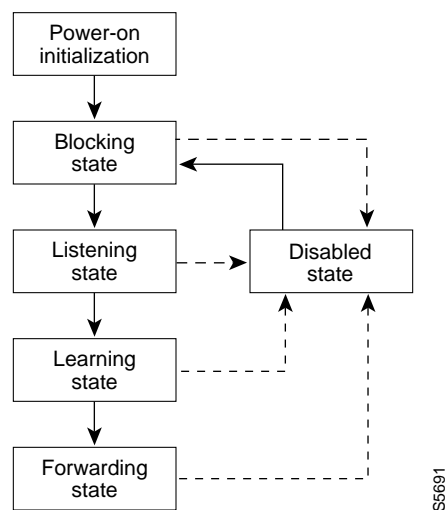 Power-on
initialization
Blocking
state
Listening
state
Disabled
state
Learning
state
Forwarding
state
S5691